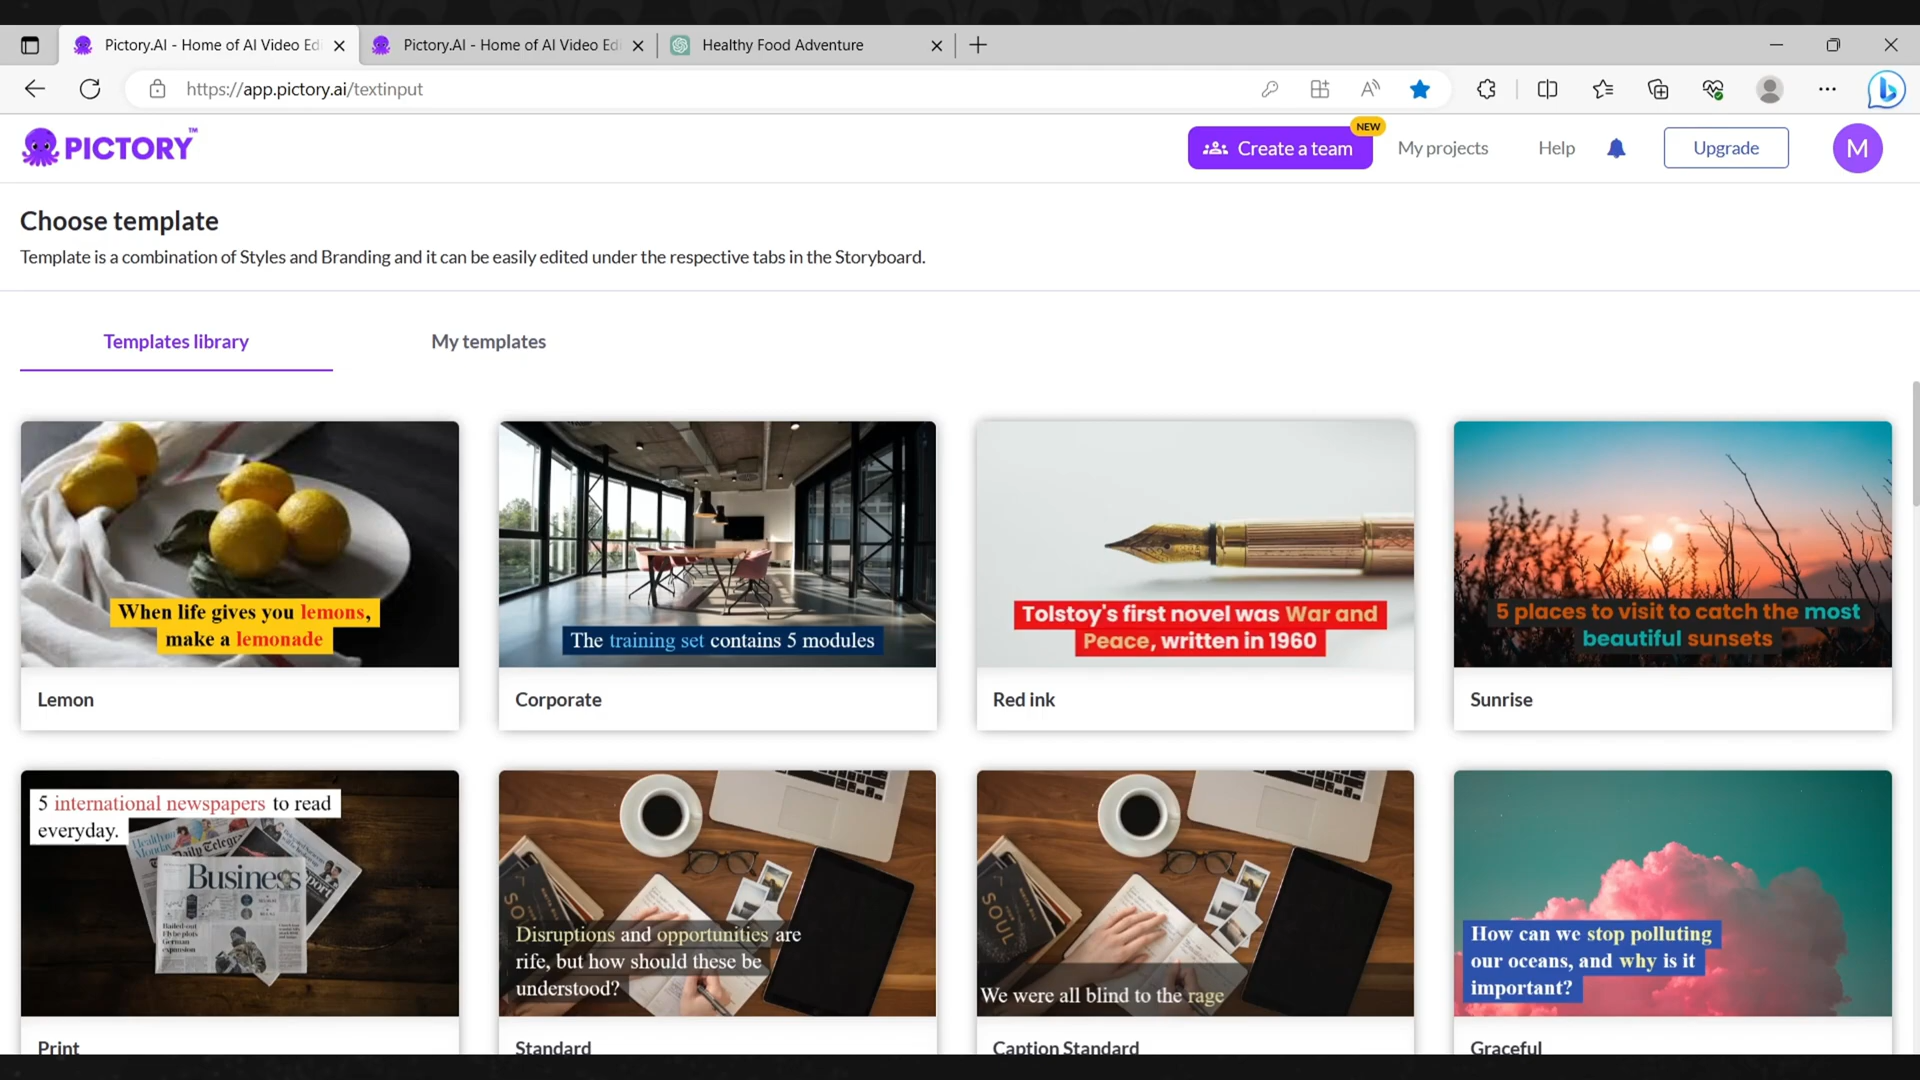 Pictory.AI - Home of AI Video Edi
Pictory.AI - Home of AI Video Edi
Healthy Food Adventure
https://app.pictory.ai/textinput
PICTORY™
NEW
Create a team
My projects
Help
Upgrade
M
Choose template
Template is a combination of Styles and Branding and it can be easily edited under the respective tabs in the Storyboard.
Templates library
My templates
When life gives you lemons,
make a lemonade
The training set contains 5 modules
Tolstoy's first novel was War and
Peace, written in 1960
5 places to visit to catch the most
beautiful sunsets
Lemon
Corporate
Red ink
Sunrise
5 international newspapers to read
everyday.
Daily Telegr
Business
Disruptions and opportunities are
rife, but how should these be
understood?
SOUL
We were all blind to the rage
How can we stop polluting
our oceans, and why is it
important?
Print
Standard
Caption Standard
Graceful